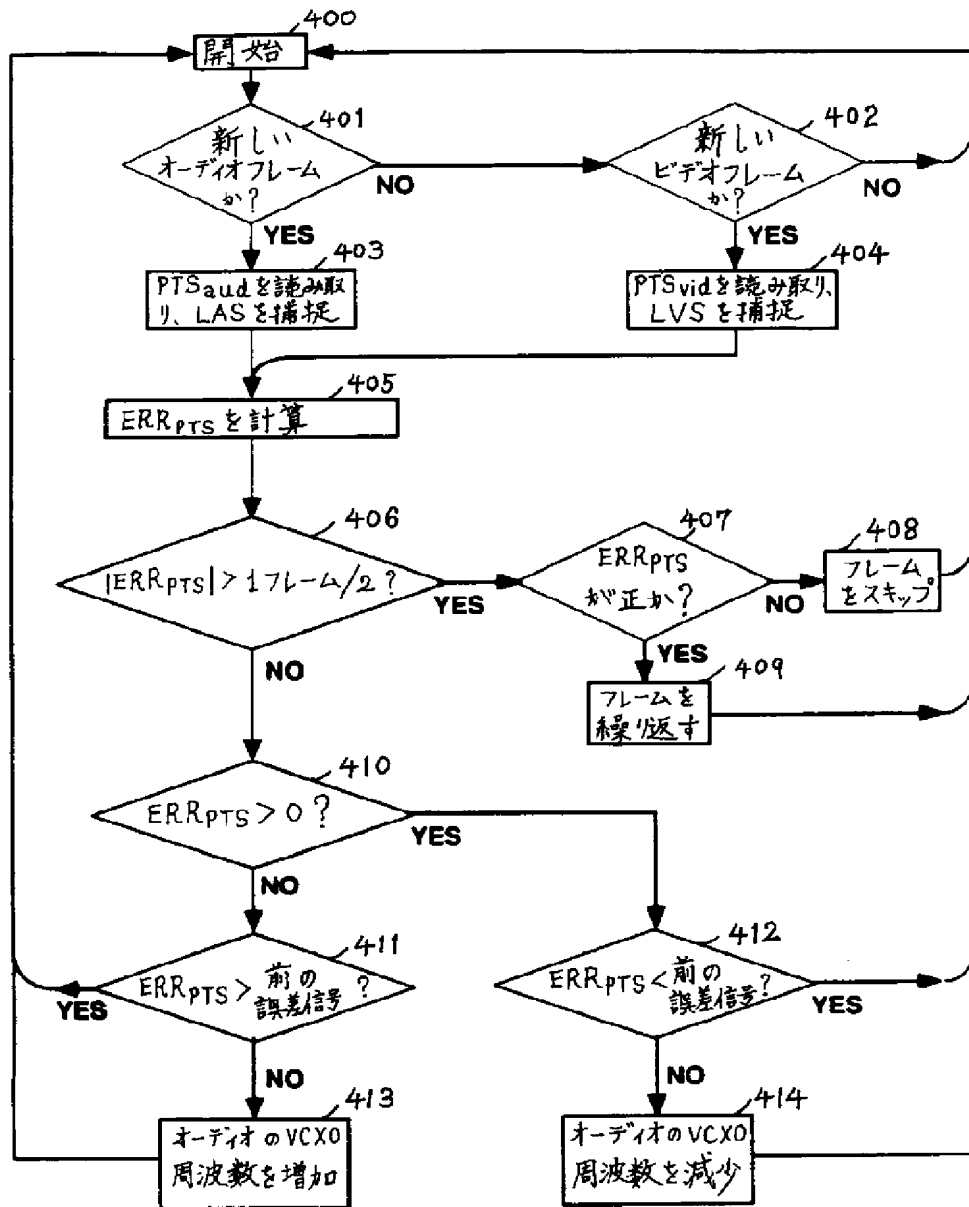 400
開始
401
新しい
オーディオフレーム
か?
YES
NO
402
新しい
ビデオフレーム
か?
YES
NO
403
PTSaudを読み取
り、LASを捕捉
404
PTSvidを読み取り、
LVSを捕捉
405
ERRPTSを計算
406
|ERRPTS|>1フレーム/2?
YES
NO
407
ERRPTS
が正か?
NO
YES
408
フレーム
をスキップ
409
フレームを
繰り返す
410
ERRPTS>0?
YES
NO
411
ERRPTS>前の
誤差信号?
YES
NO
412
ERRPTS<前の
誤差信号?
YES
NO
413
オーディオのVCXO
周波数を増加
414
オーディオのVCXO
周波数を減少